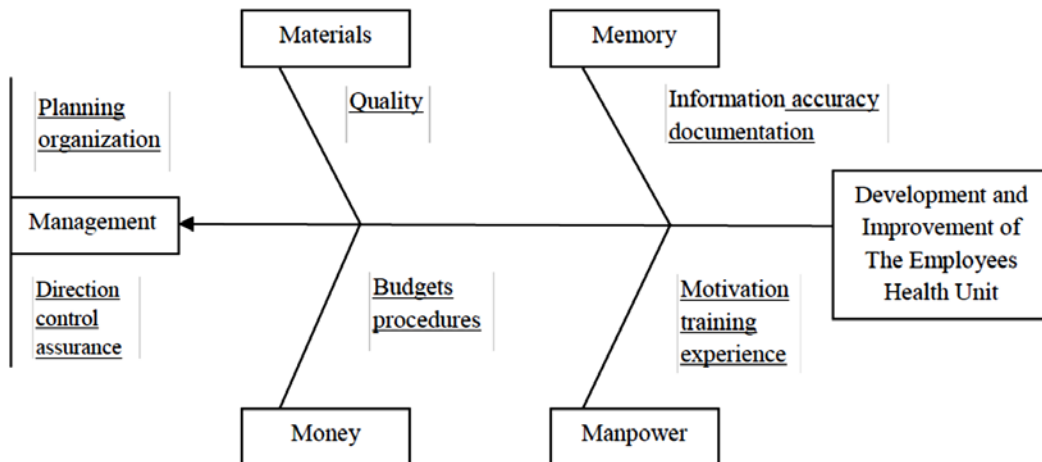 Materials
Memory
Planning
organization
Quality
Information accuracy
documentation
Management
Development and
Improvement of
The Employees
Health Unit
Direction
control
assurance
Budgets
procedures
Motivation
training
experience
Money
Manpower